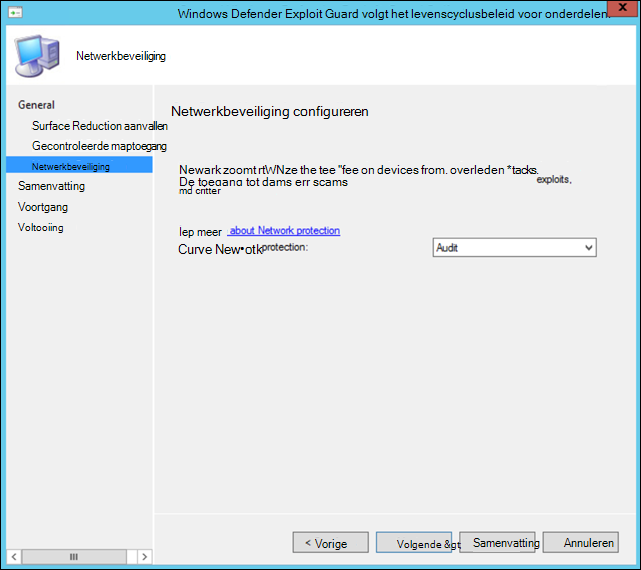 Windows Defender Exploit Guard volgt het levenscyclusbeleid voor onderdelen.
Netwerkbeveiliging
General
Surface Reduction aanvallen
Gecontroleerde maptoegang
Netwerkbeveiliging
Samenvatting
Voortgang
Voltooiing
Netwerkbeveiliging configureren
Newark zoomt rtWNze the tee "fee on devices from. overleden *tacks.
De toegang tot dams err scams exploits,
md critter
lep meer about Network protection
Curve New•otk protection:
Audit
< Vorige
Volgende &gt
Samenvatting
Annuleren